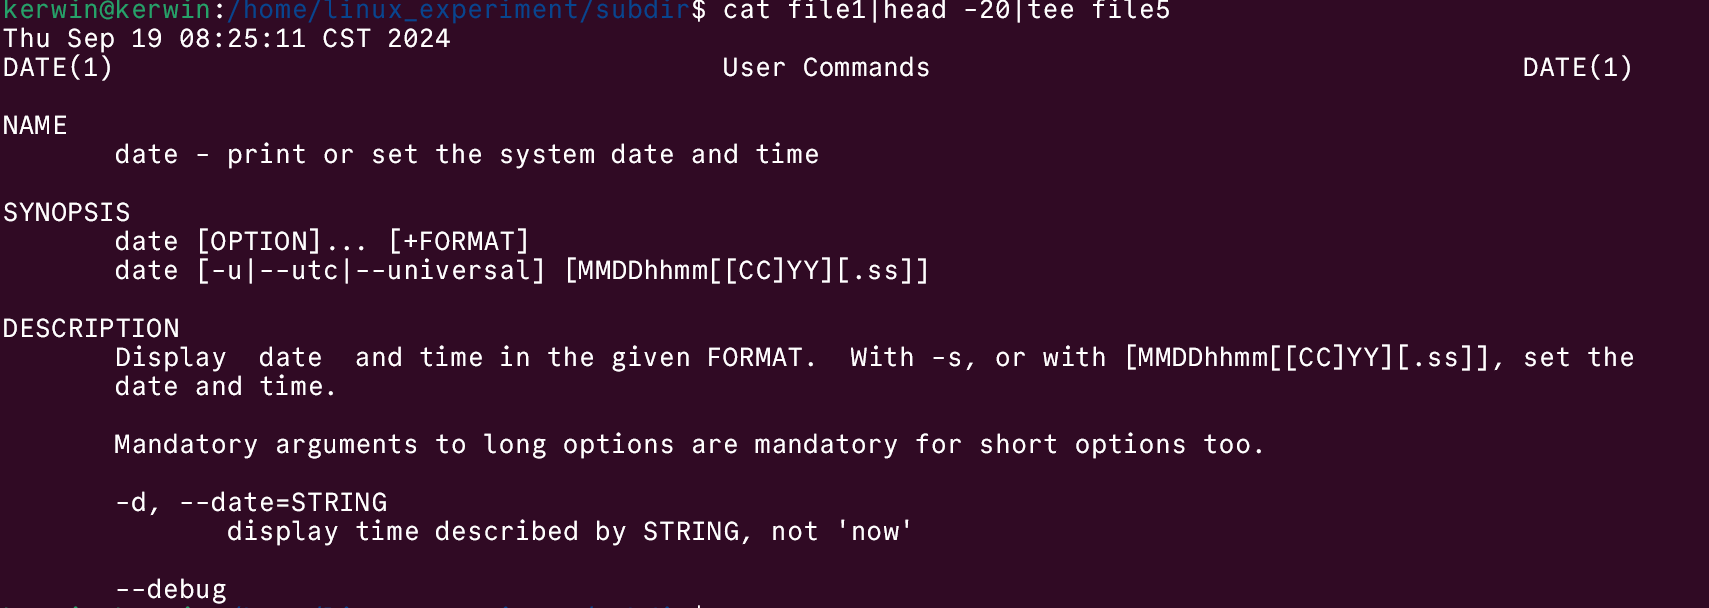 kerwin@kerwin:/home/linux_experiment/subdir$ cat file1|head -20|tee file5
Thu Sep 19 08:25:11 CST 2024
DATE(1) User Commands DATE(1)
NAME
date - print or set the system date and time
SYNOPSIS
date [OPTION]... [+FORMAT]
date [-u|--utc|--universal] [MMDDhhmm[[CC]YY][.ss]]
DESCRIPTION
Display date and time in the given FORMAT. With -s, or with [MMDDhhmm[[CC]YY][.ss]], set the
date and time.
Mandatory arguments to long options are mandatory for short options too.
-d, --date=STRING
display time described by STRING, not 'now'
--debug